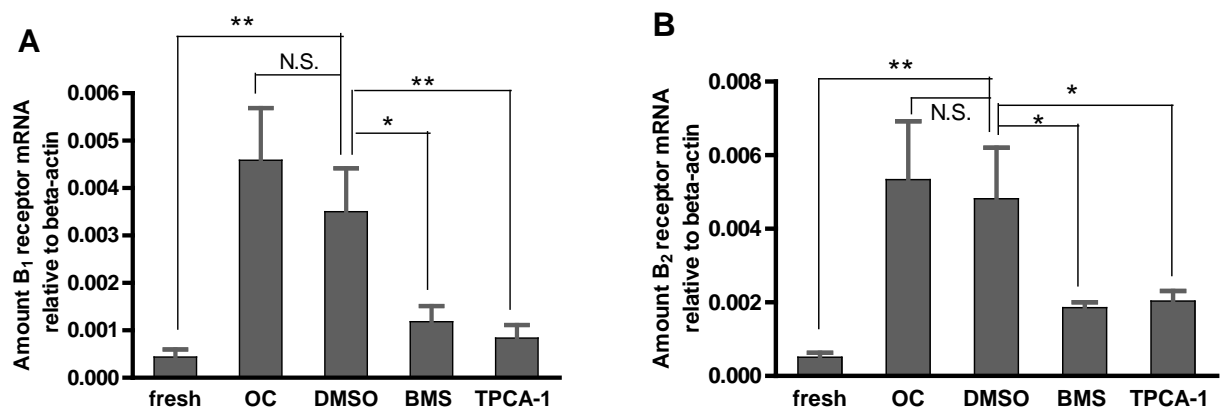 A
**
N.S.
**
*
0.006
0.005
0.004
0.003
0.002
0.001
0.000
Amount B₁ receptor mRNA
relative to beta-actin
fresh OC DMSO BMS TPCA-1
B
**
*
N.S.
*
0.008
0.006
0.004
0.002
0.000
Amount B₂ receptor mRNA
relative to beta-actin
fresh OC DMSO BMS TPCA-1